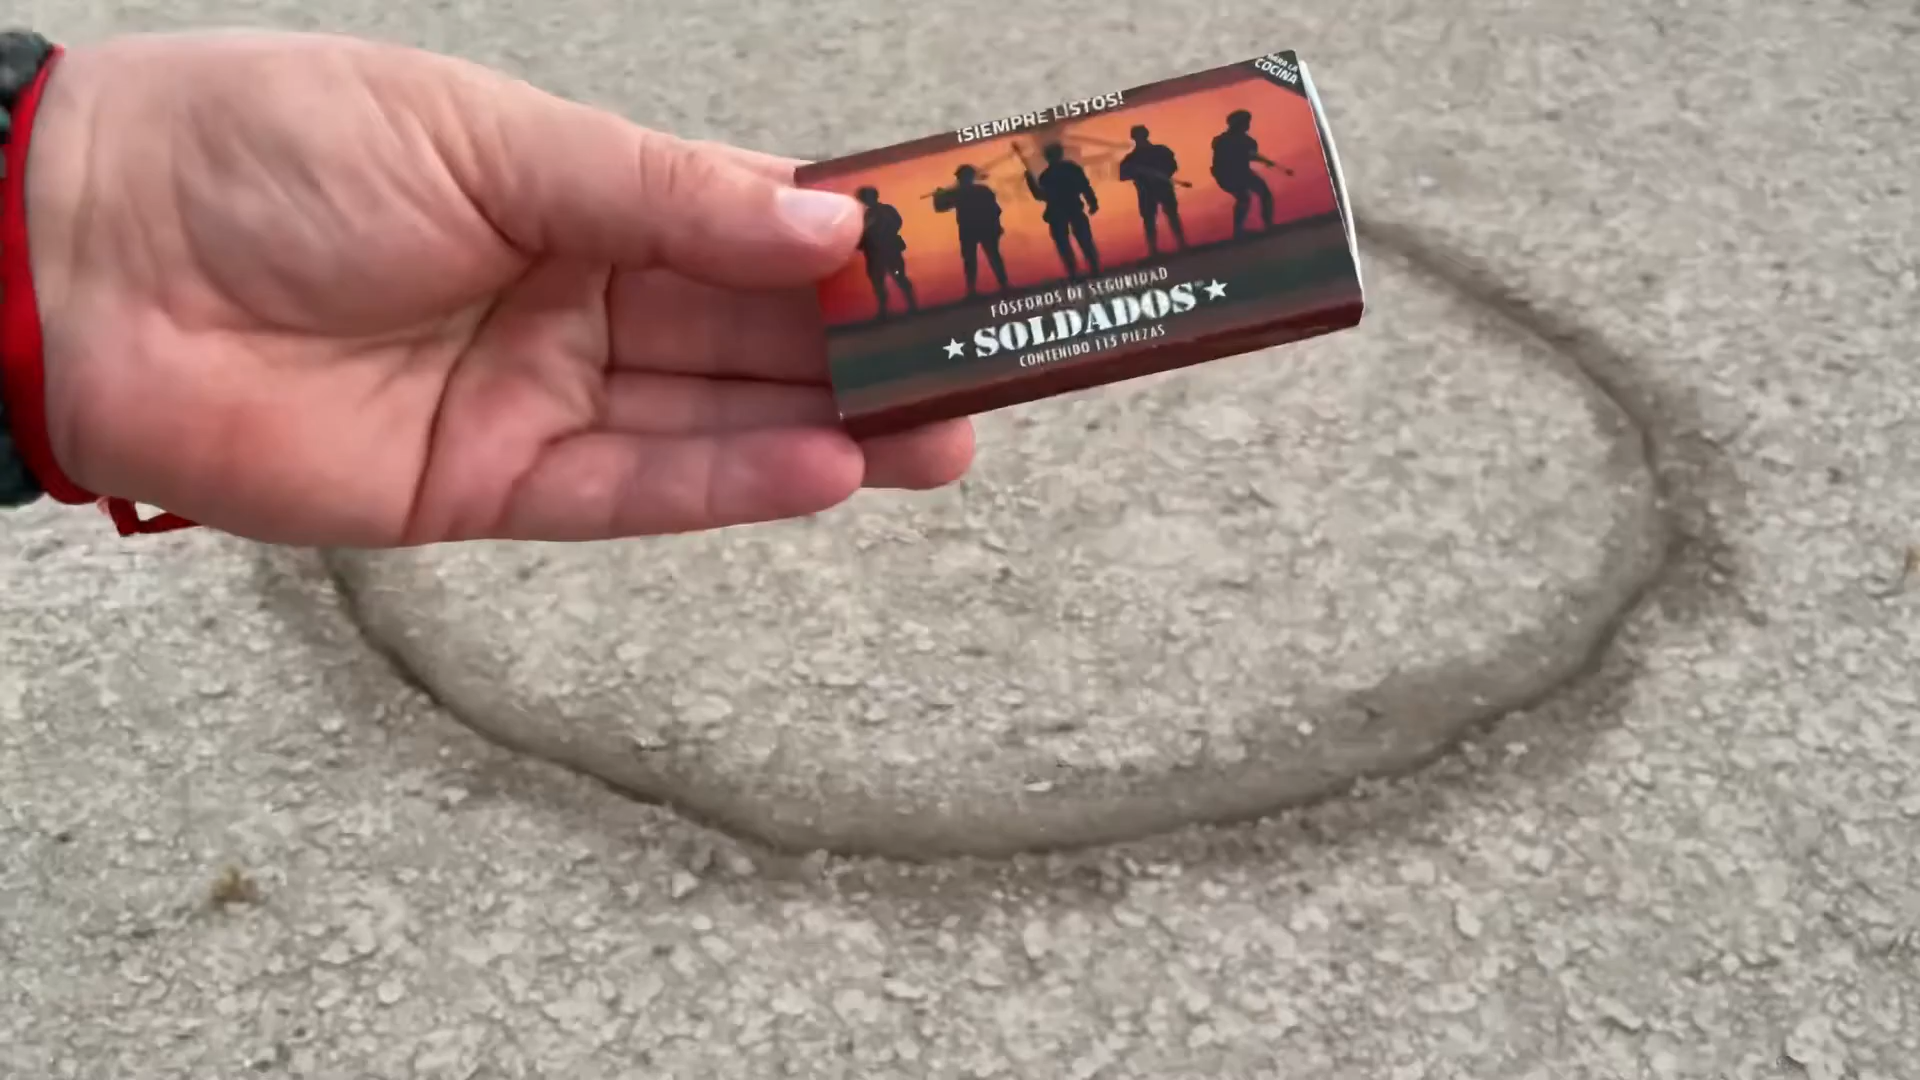 PARA LA
COCINA
¡SIEMPRE LISTOS!
FÓSFOROS DE SEGURIDAD
SOLDADOS
CONTENIDO 115 PIEZAS